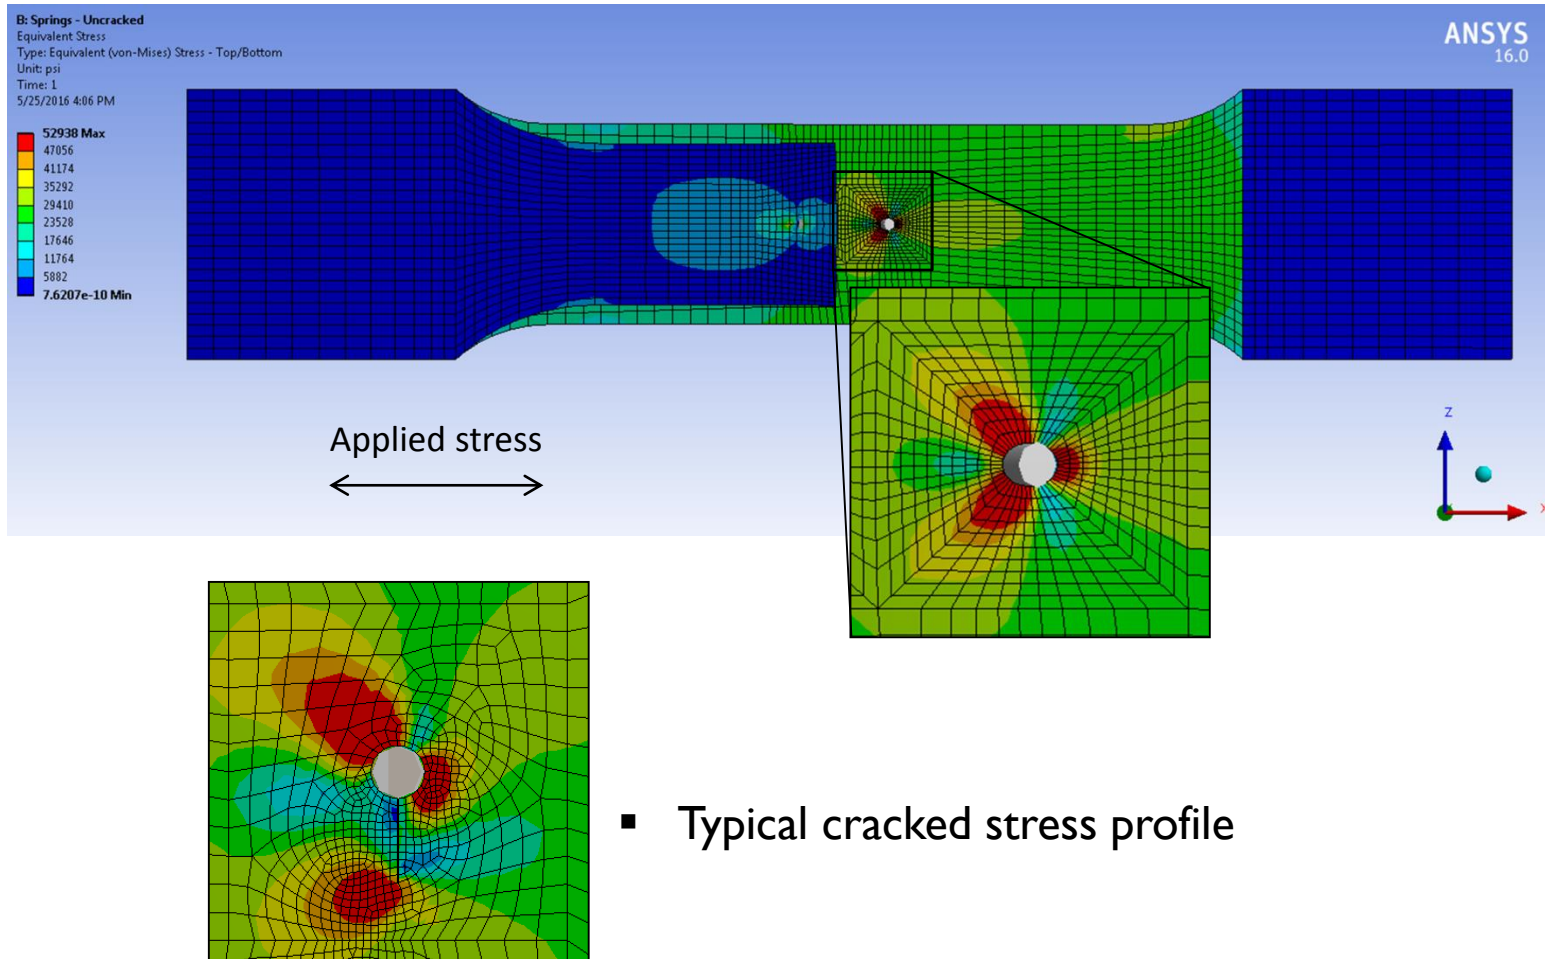 B: Springs - Uncracked
Equivalent Stress
Type: Equivalent (von-Mises) Stress - Top/Bottom
Unit: psi
Time: 1
5/25/2016 4:06 PM
52938 Max
47056
41174
35292
29410
23528
17646
11764
5882
7.6207e-10 Min
ANSYS
16.0
Applied stress
Z
X
▪ Typical cracked stress profile